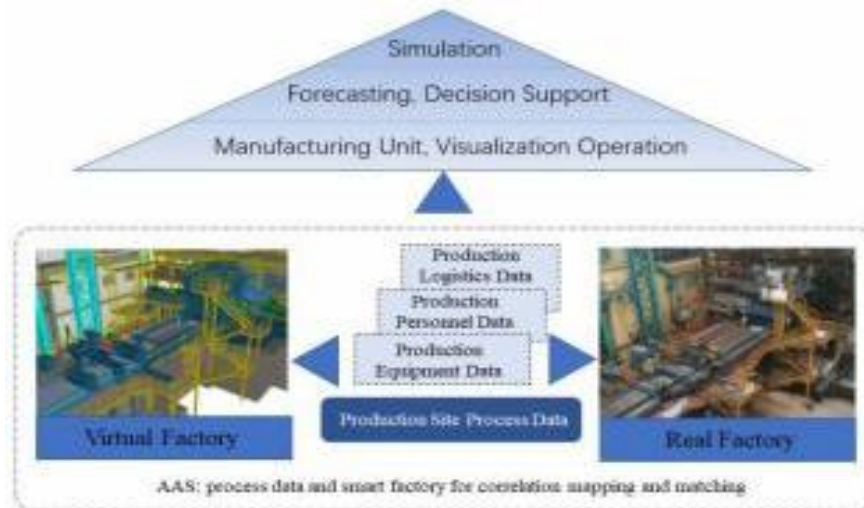 Simulation
Forecasting, Decision Support
Manufacturing Unit, Visualization Operation
Production
Logistics Data
Production
Personnel Data
Production
Equipment Data
Production Site Process Data
Virtual Factory
Real Factory
AAS: process data and smart factory for correlation mapping and matching